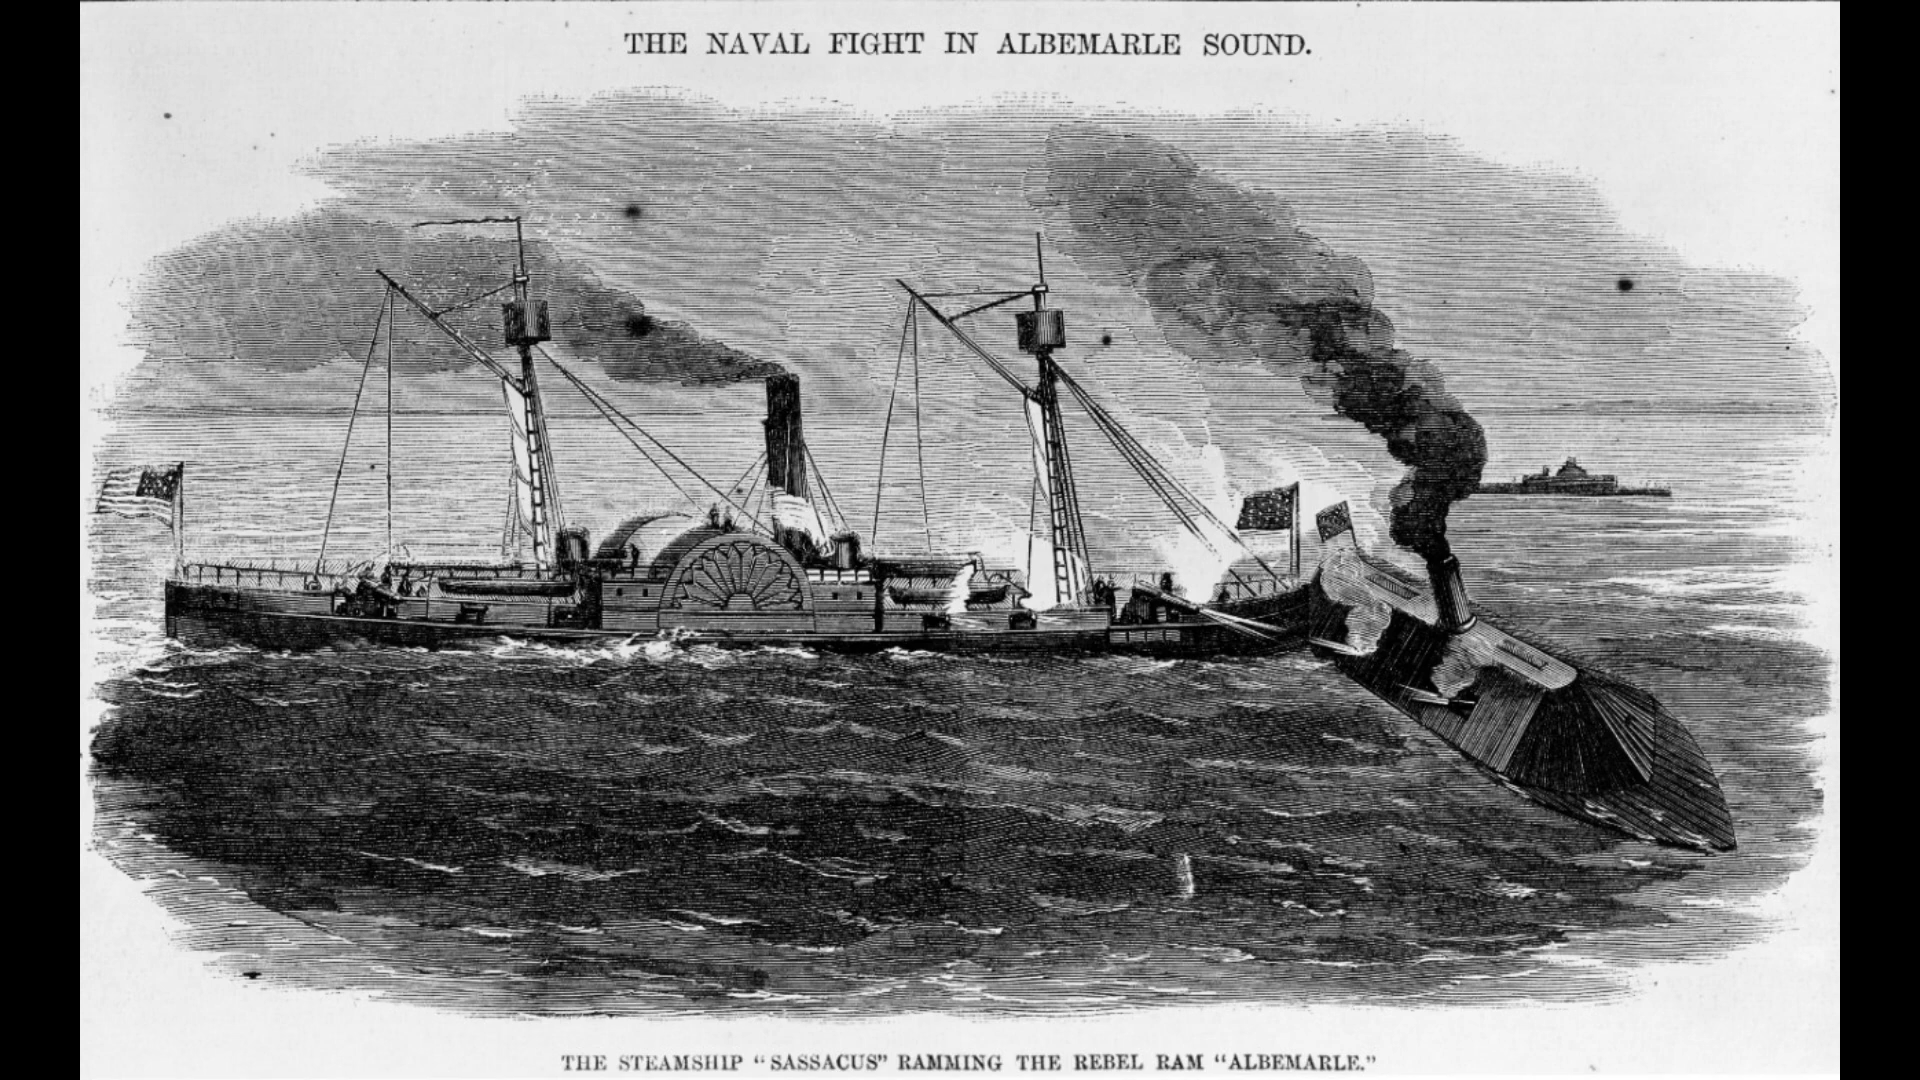 THE NAVAL FIGHT IN ALBEMARLE SOUND.
THE STEAMSHIP "SASSACUS" RAMMING THE REBEL RAM "ALBEMARLE."